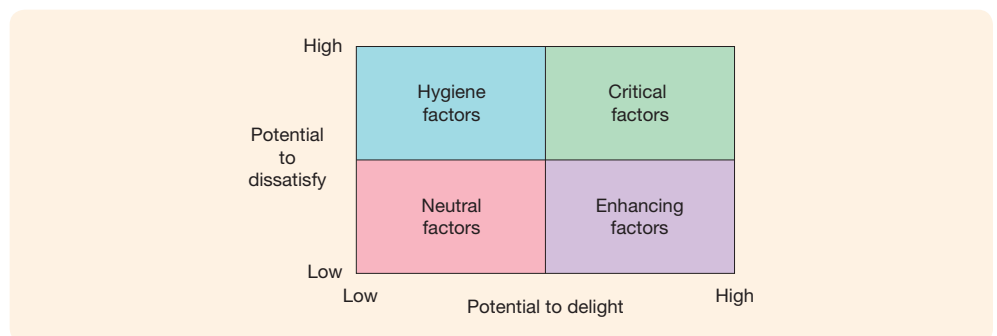 High
Hygiene
factors
Critical
factors
Potential
to
dissatisfy
Neutral
factors
Enhancing
factors
Low
Low
Potential to delight
High